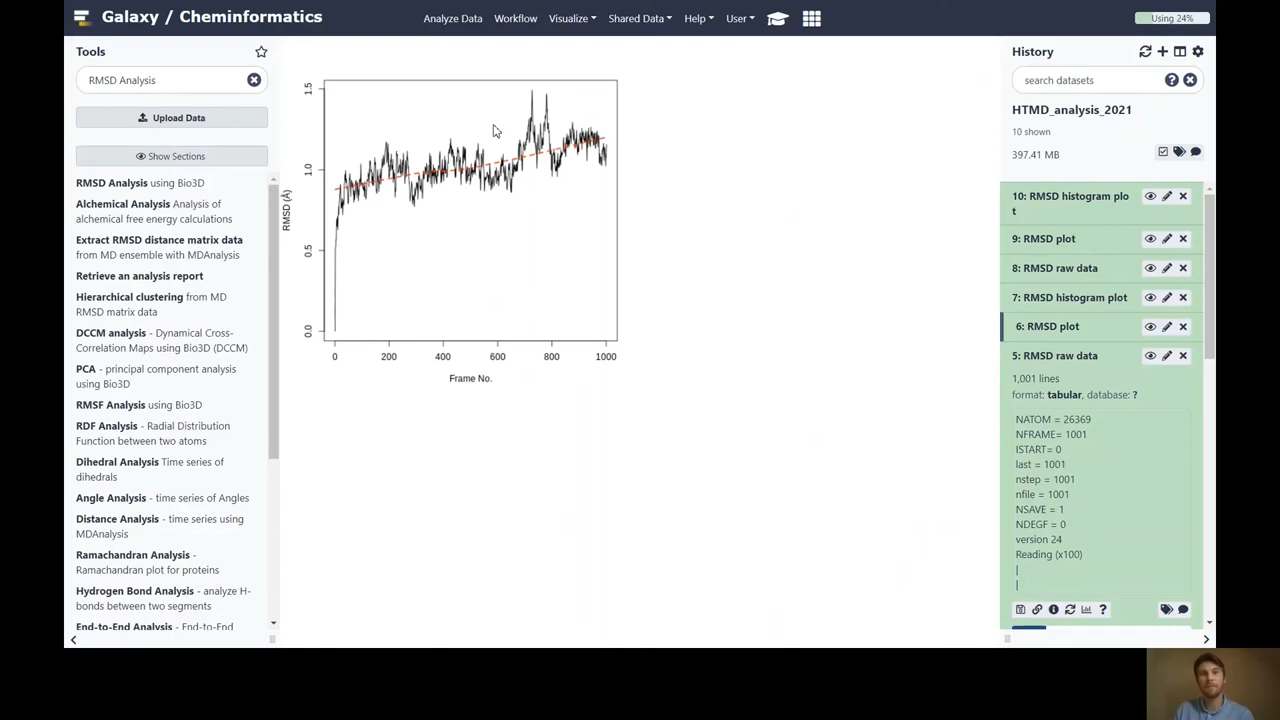 Galaxy / Cheminformatics
Analyze Data
Workflow
Visualize
Shared Data
Help
User
Using 24%
Tools
RMSD Analysis
Upload Data
Show Sections
RMSD Analysis using Bio3D
Alchemical Analysis Analysis of
alchemical free energy calculations
Extract RMSD distance matrix data
from MD ensemble with MDAnalysis
Retrieve an analysis report
Hierarchical clustering from MD
RMSD matrix data
DCCM analysis - Dynamical Cross-
Correlation Maps using Bio3D (DCCM)
PCA - principal component analysis
using Bio3D
RMSF Analysis using Bio3D
RDF Analysis - Radial Distribution
Function between two atoms
Dihedral Analysis Time series of
dihedrals
Angle Analysis - time series of Angles
Distance Analysis - time series using
MDAnalysis
Ramachandran Analysis -
Ramachandran plot for proteins
Hydrogen Bond Analysis - analyze H-
bonds between two segments
End-to-End Analysis - End-to-End
1.5
1.0
0.5
0.0
RMSD (Å)
0 200 400 600 800 1000
Frame No.
History
search datasets
HTMD_analysis_2021
10 shown
397.41 MB
10: RMSD histogram plo
t
9: RMSD plot
8: RMSD raw data
7: RMSD histogram plot
6: RMSD plot
5: RMSD raw data
1,001 lines
format: tabular, database: ?
NATOM = 26369
NFRAME= 1001
ISTART= 0
last = 1001
nstep = 1001
nfile = 1001
NSAVE = 1
NDEGF = 0
version 24
Reading (x100)
|
|